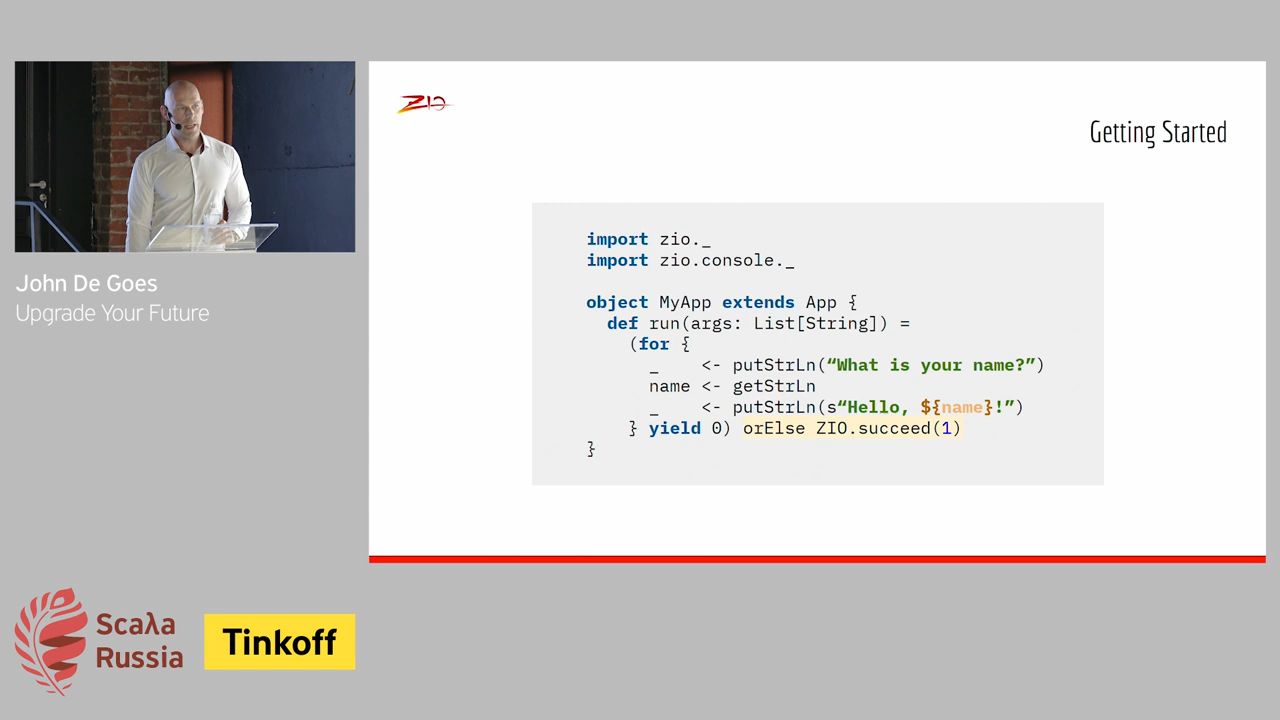 ZIO
Getting Started
import zio._
import zio.console._
object MyApp extends App {
def run(args: List[String]) =
(for {
_ <- putStrLn(“What is your name?”)
name <- getStrLn
_ <- putStrLn(s“Hello, ${name}!”)
} yield 0) orElse ZIO.succeed(1)
}
John De Goes
Upgrade Your Future
Scaλa
Russia
Tinkoff